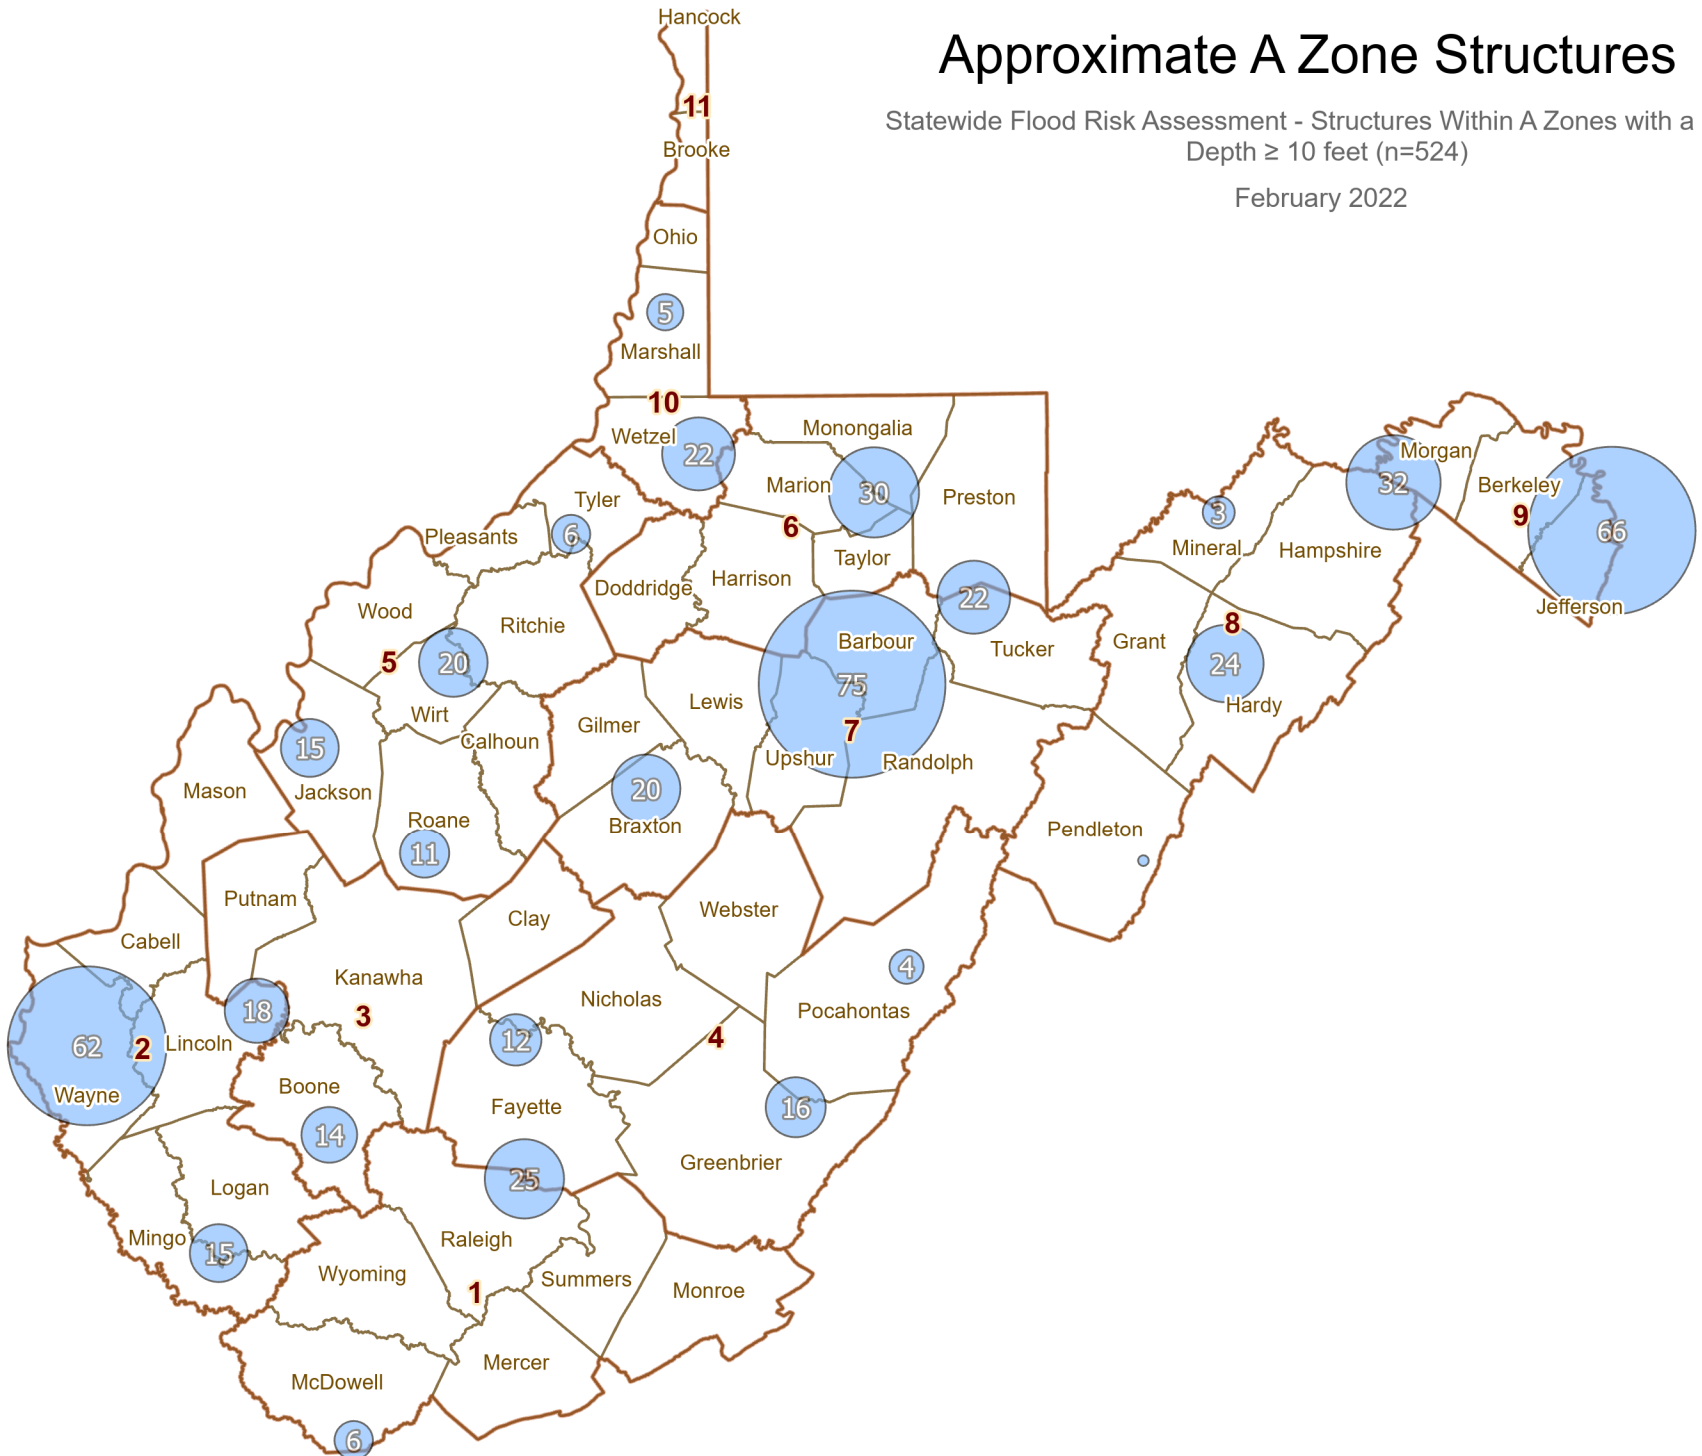 Hancock
Approximate A Zone Structures
11
Statewide Flood Risk Assessment - Structures Within A Zones with a
Depth ≥ 10 feet (n=524)
Brooke
February 2022
Ohio
5
Marshall
10
Wetzel
22
Monongalia
Morgan
Marion
30
Preston
32
Berkeley
Tyler
6
Pleasants
6
3
9
66
Mineral
Hampshire
Taylor
Harrison
Doddridge
22
Jefferson
Wood
Ritchie
8
Barbour
Tucker
Grant
5
20
24
75
Lewis
Hardy
Wirt
Gilmer
7
Calhoun
15
Upshur
Randolph
Mason
Jackson
20
Roane
Braxton
Pendleton
11
Putnam
Webster
Clay
Cabell
4
Kanawha
Nicholas
Pocahontas
18
3
12
4
62
2
Lincoln
Boone
Wayne
Fayette
16
14
Greenbrier
25
Logan
Mingo
15
Raleigh
Wyoming
Summers
1
Monroe
Mercer
McDowell
6